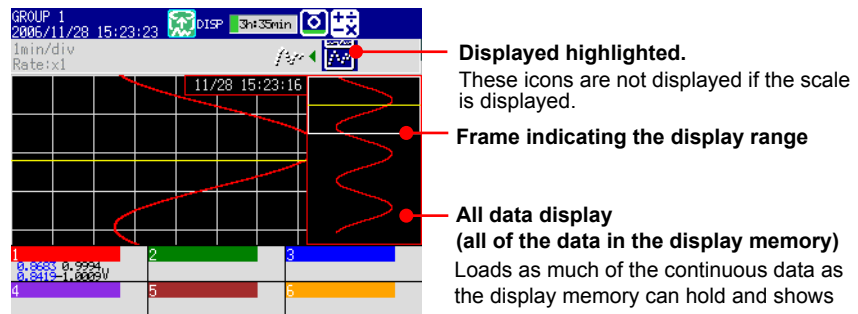 GROUP 1
2006/11/28 15:23:23
DISP
3h:35min
1min/div
Rate:x1
11/28 15:23:16
1
0.8683 0.9994
0.8419-1.0009V
2
3
4
5
6
Displayed highlighted.
These icons are not displayed if the scale
is displayed.
Frame indicating the display range
All data display
(all of the data in the display memory)
Loads as much of the continuous data as
the display memory can hold and shows